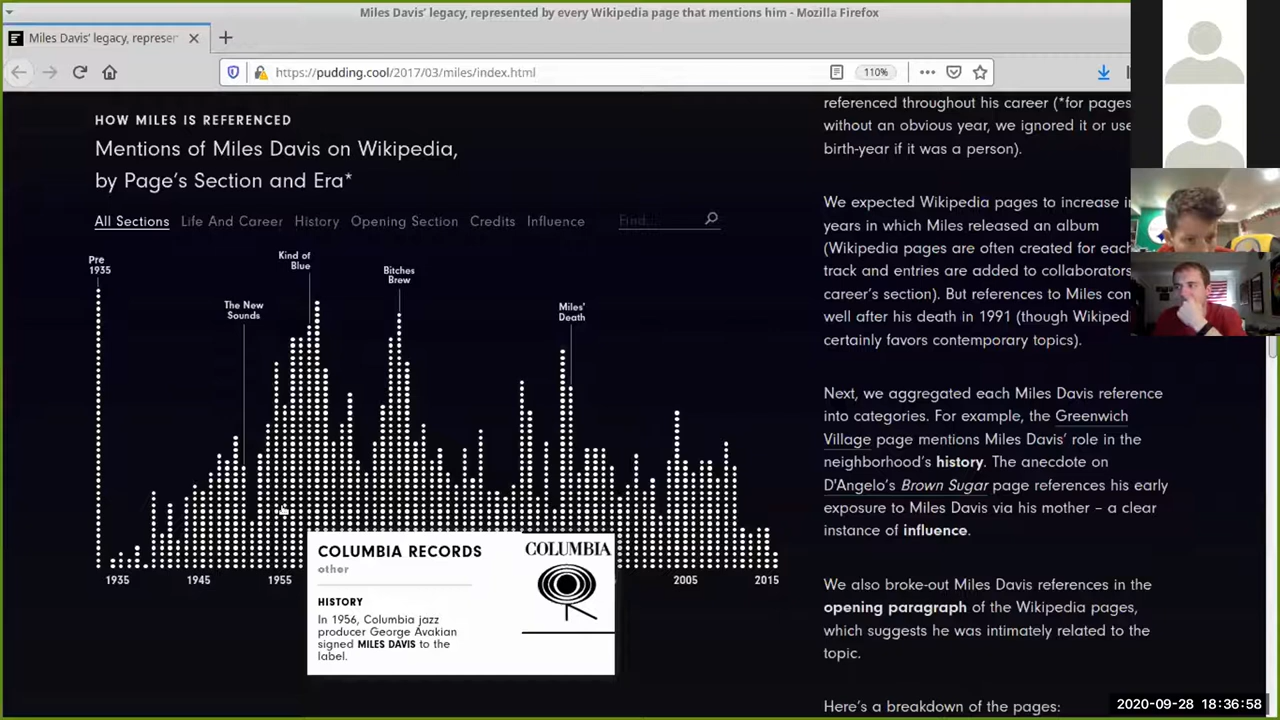 Miles Davis' legacy, represented by every Wikipedia page that mentions him - Mozilla Firefox
Miles Davis' legacy, represer
https://pudding.cool/2017/03/miles/index.html
110%
HOW MILES IS REFERENCED
Mentions of Miles Davis on Wikipedia,
by Page's Section and Era*
All Sections
Life And Career
History
Opening Section
Credits
Influence
Find...
Pre
1935
The New
Sounds
Kind of
Blue
Bitches
Brew
Miles'
Death
1935
1945
1955
2005
2015
COLUMBIA RECORDS
other
HISTORY
In 1956, Columbia jazz
producer George Avakian
signed MILES DAVIS to the
label.
COLUMBIA
referenced throughout his career (*for pages
without an obvious year, we ignored it or use
birth-year if it was a person).
We expected Wikipedia pages to increase in
years in which Miles released an album
(Wikipedia pages are often created for each
track and entries are added to collaborators
career's section). But references to Miles con
well after his death in 1991 (though Wikiped
certainly favors contemporary topics).
Next, we aggregated each Miles Davis reference
into categories. For example, the Greenwich
Village page mentions Miles Davis' role in the
neighborhood's history. The anecdote on
D'Angelo's Brown Sugar page references his early
exposure to Miles Davis via his mother – a clear
instance of influence.
We also broke-out Miles Davis references in the
opening paragraph of the Wikipedia pages,
which suggests he was intimately related to the
topic.
Here's a breakdown of the pages:
2020-09-28 18:36:58